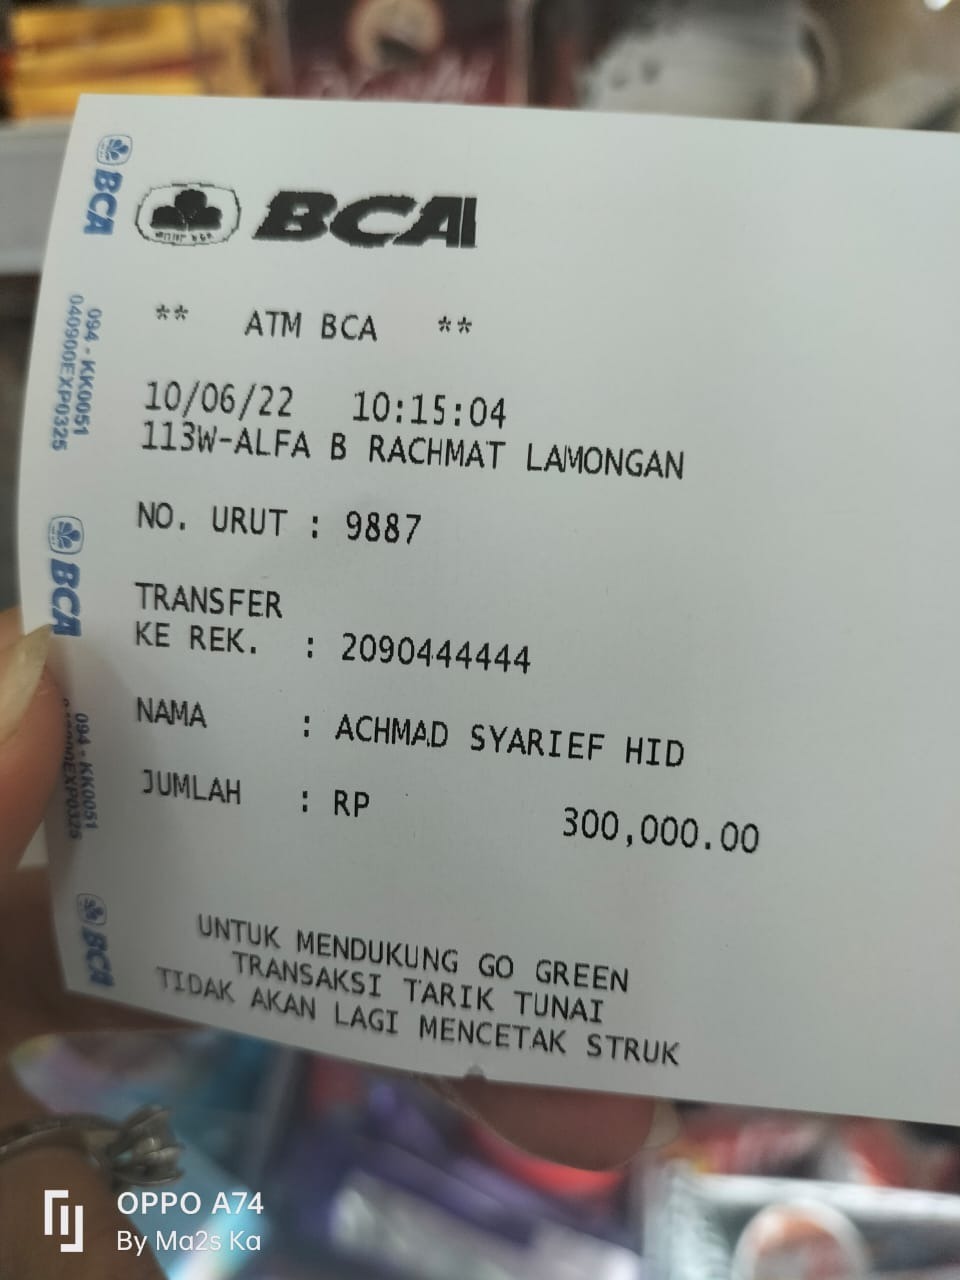 BCA
** ATM BCA **
10/06/22 10:15:04
113W-ALFA B RACHMAT LAMONGAN
NO. URUT : 9887
TRANSFER
KE REK. : 2090444444
NAMA : ACHMAD SYARIEF HID
JUMLAH : RP 300,000.00
UNTUK MENDUKUNG GO GREEN
TRANSAKSI TARIK TUNAI
TIDAK AKAN LAGI MENCETAK STRUK
BCA
094 - KK0051
040900EXP0325
BCA
094 - KK0051
BCA
OPPO A74
By Ma2s Ka